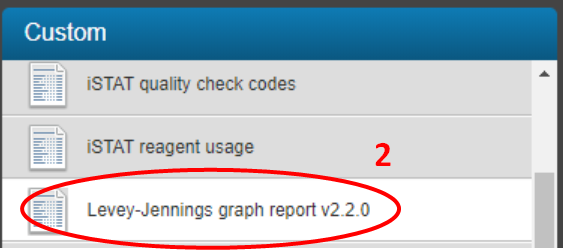 Custom
iSTAT quality check codes
iSTAT reagent usage
2
Levey-Jennings graph report v2.2.0